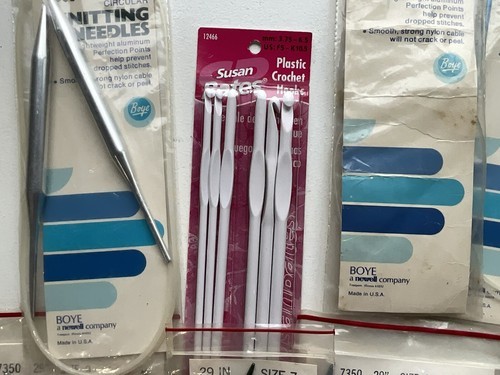 CIRCULAR
KNITTING
NEEDLES
lightweight aluminum
Perfection Points
help prevent
dropped stitches.
• Smooth, strong nylon cable
will not crack or peel.
Boye
BOYE
a newell company
Made in U.S.A
12466
Susan
Bates
Plastic
Crochet
Hooks
Perfection Points
help prevent
dropped stitches.
• Smooth, strong nylon cable
will not crack or peel.
Boye
BOYE
a newell company
Made in U.S.A
7350
29 IN
SIZE 7
7350 29"